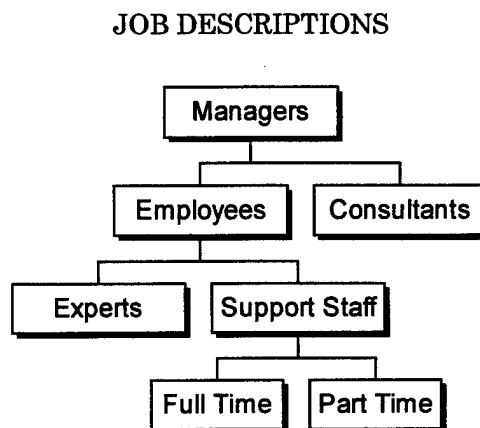 JOB DESCRIPTIONS
Managers
Employees
Consultants
Experts
Support Staff
Full Time
Part Time